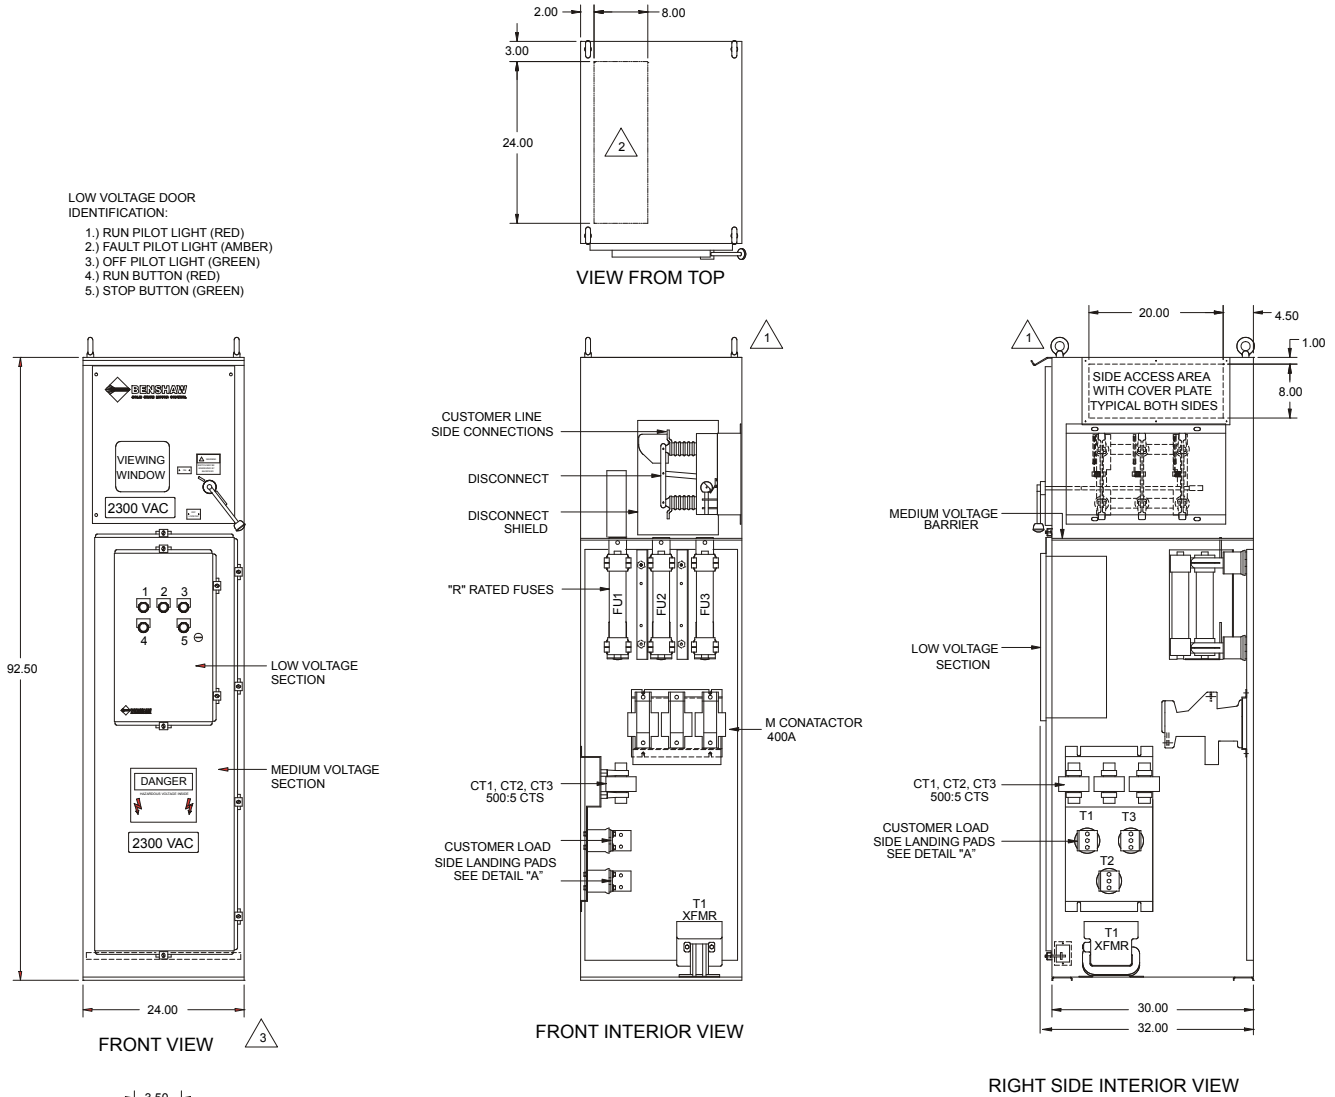 2.00
8.00
3.00
24.00
2
VIEW FROM TOP
LOW VOLTAGE DOOR
IDENTIFICATION:
1.) RUN PILOT LIGHT (RED)
2.) FAULT PILOT LIGHT (AMBER)
3.) OFF PILOT LIGHT (GREEN)
4.) RUN BUTTON (RED)
5.) STOP BUTTON (GREEN)
BENSHAW
VIEWING
WINDOW
2300 VAC
1 2 3
4 5
LOW VOLTAGE
SECTION
92.50
MEDIUM VOLTAGE
SECTION
DANGER
HAZARDOUS VOLTAGE INSIDE
2300 VAC
24.00
FRONT VIEW
3
3.50
1
CUSTOMER LINE
SIDE CONNECTIONS
DISCONNECT
DISCONNECT
SHIELD
"R" RATED FUSES
FU1
FU2
FU3
M CONATACTOR
400A
CT1, CT2, CT3
500:5 CTS
CUSTOMER LOAD
SIDE LANDING PADS
SEE DETAIL "A"
T1
XFMR
FRONT INTERIOR VIEW
1
20.00
4.50
1.00
8.00
SIDE ACCESS AREA
WITH COVER PLATE
TYPICAL BOTH SIDES
MEDIUM VOLTAGE
BARRIER
LOW VOLTAGE
SECTION
CT1, CT2, CT3
500:5 CTS
CUSTOMER LOAD
SIDE LANDING PADS
SEE DETAIL "A"
T1 T3
T2
T1
XFMR
30.00
32.00
RIGHT SIDE INTERIOR VIEW